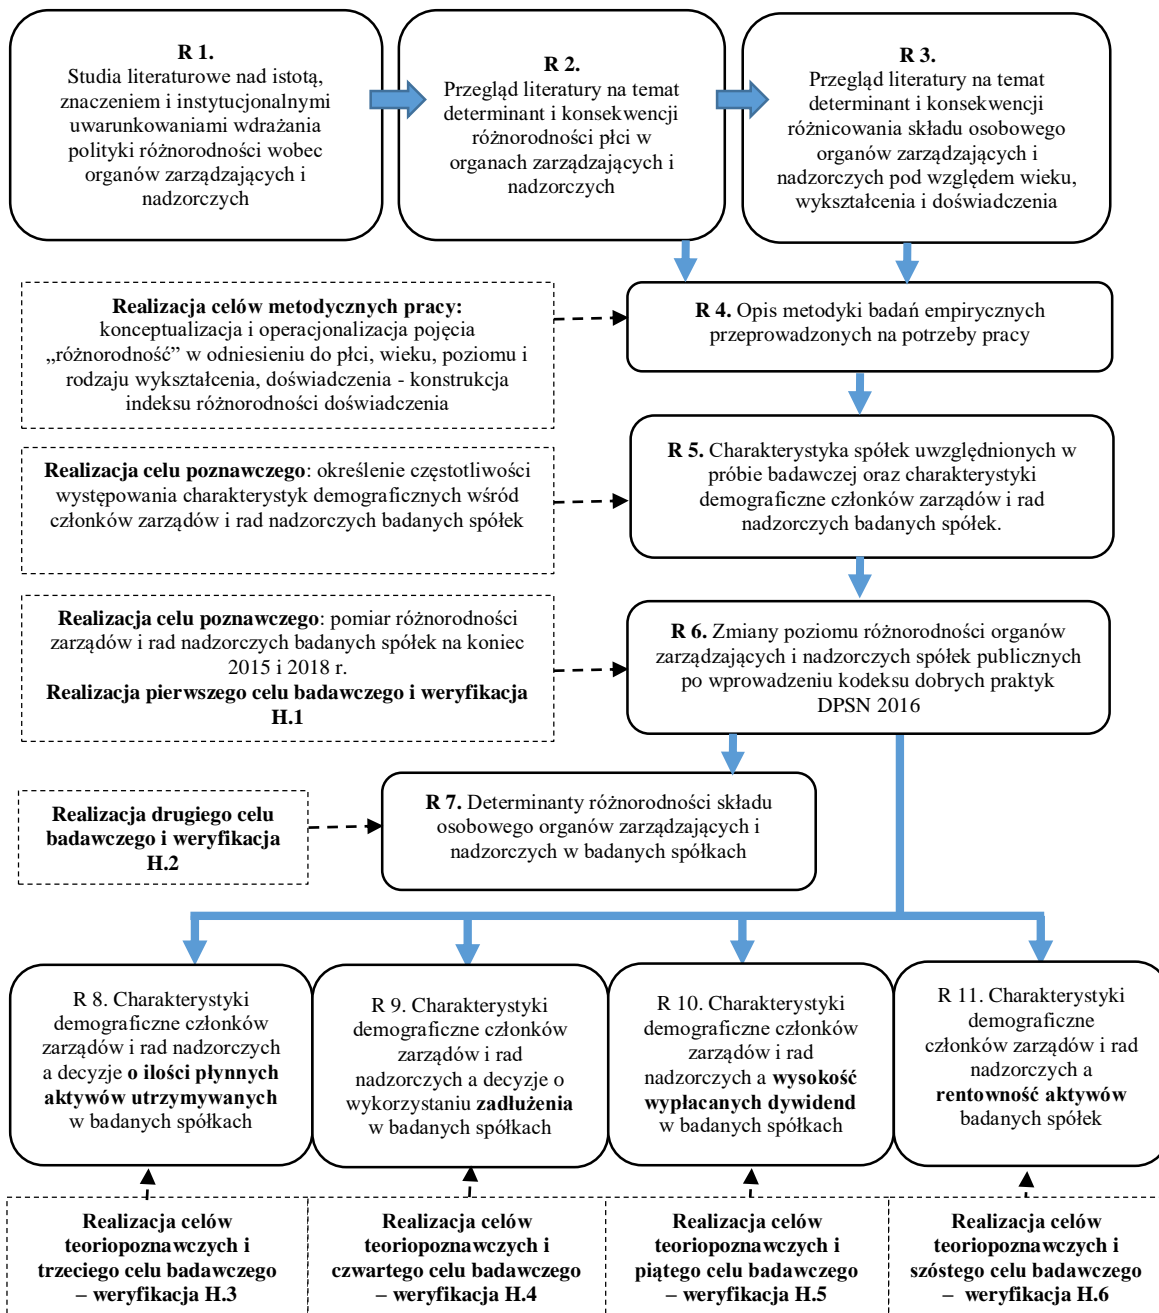 R 1.
Studia literaturowe nad istotą,
znaczeniem i instytucjonalnymi
uwarunkowaniami wdrażania
polityki różnorodności wobec
organów zarządzających i
nadzorczych
R 2.
Przegląd literatury na temat
determinant i konsekwencji
różnorodności płci w
organach zarządzających i
nadzorczych
R 3.
Przegląd literatury na temat
determinant i konsekwencji
różnicowania składu osobowego
organów zarządzających i
nadzorczych pod względem wieku,
wykształcenia i doświadczenia
Realizacja celów metodycznych pracy:
konceptualizacja i operacjonalizacja pojęcia
„różnorodność” w odniesieniu do płci, wieku, poziomu i
rodzaju wykształcenia, doświadczenia - konstrukcja
indeksu różnorodności doświadczenia
R 4. Opis metodyki badań empirycznych
przeprowadzonych na potrzeby pracy
Realizacja celu poznawczego: określenie częstotliwości
występowania charakterystyk demograficznych wśród
członków zarządów i rad nadzorczych badanych spółek
R 5. Charakterystyka spółek uwzględnionych w
próbie badawczej oraz charakterystyki
demograficzne członków zarządów i rad
nadzorczych badanych spółek.
Realizacja celu poznawczego: pomiar różnorodności
zarządów i rad nadzorczych badanych spółek na koniec
2015 i 2018 r.
Realizacja pierwszego celu badawczego i weryfikacja
H.1
R 6. Zmiany poziomu różnorodności organów
zarządzających i nadzorczych spółek publicznych
po wprowadzeniu kodeksu dobrych praktyk
DPSN 2016
Realizacja drugiego celu
badawczego i weryfikacja
H.2
R 7. Determinanty różnorodności składu
osobowego organów zarządzających i
nadzorczych w badanych spółkach
R 8. Charakterystyki
demograficzne członków
zarządów i rad nadzorczych
a decyzje o ilości płynnych
aktywów utrzymywanych
w badanych spółkach
R 9. Charakterystyki
demograficzne członków
zarządów i rad
nadzorczych a decyzje o
wykorzystaniu zadłużenia
w badanych spółkach
R 10. Charakterystyki
demograficzne członków
zarządów i rad
nadzorczych a wysokość
wypłacanych dywidend
w badanych spółkach
R 11. Charakterystyki
demograficzne
członków zarządów i rad
nadzorczych a
rentowność aktywów
badanych spółek
Realizacja celów
teoriopoznawczych i
trzeciego celu badawczego
– weryfikacja H.3
Realizacja celów
teoriopoznawczych i
czwartego celu badawczego
– weryfikacja H.4
Realizacja celów
teoriopoznawczych i
piątego celu badawczego
– weryfikacja H.5
Realizacja celów
teoriopoznawczych i
szóstego celu badawczego
– weryfikacja H.6